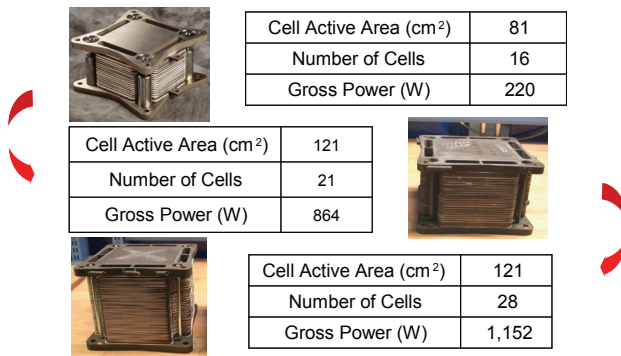 Cell Active Area (cm²) 81
Number of Cells 16
Gross Power (W) 220
Cell Active Area (cm²) 121
Number of Cells 21
Gross Power (W) 864
Cell Active Area (cm²) 121
Number of Cells 28
Gross Power (W) 1,152